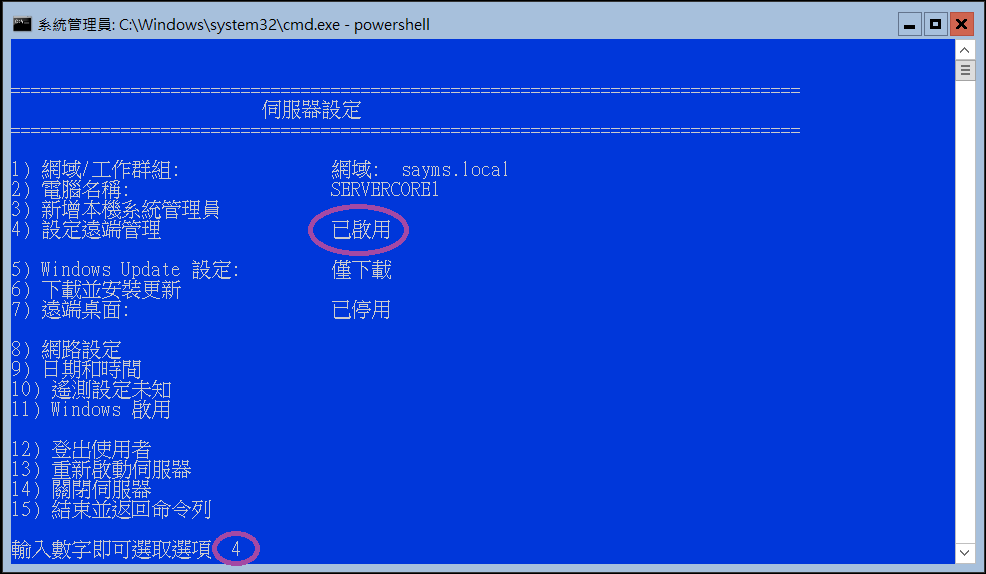 系統管理員: C:\Windows\system32\cmd.exe - powershell
===============================================================================
伺服器設定
===============================================================================
1) 網域/工作群組: 網域: sayms.local
2) 電腦名稱: SERVERCORE1
3) 新增本機系統管理員
4) 設定遠端管理 已啟用
5) Windows Update 設定: 僅下載
6) 下載並安裝更新
7) 遠端桌面: 已停用
8) 網路設定
9) 日期和時間
10) 遙測設定未知
11) Windows 啟用
12) 登出使用者
13) 重新啟動伺服器
14) 關閉伺服器
15) 結束並返回命令列
輸入數字即可選取選項 4